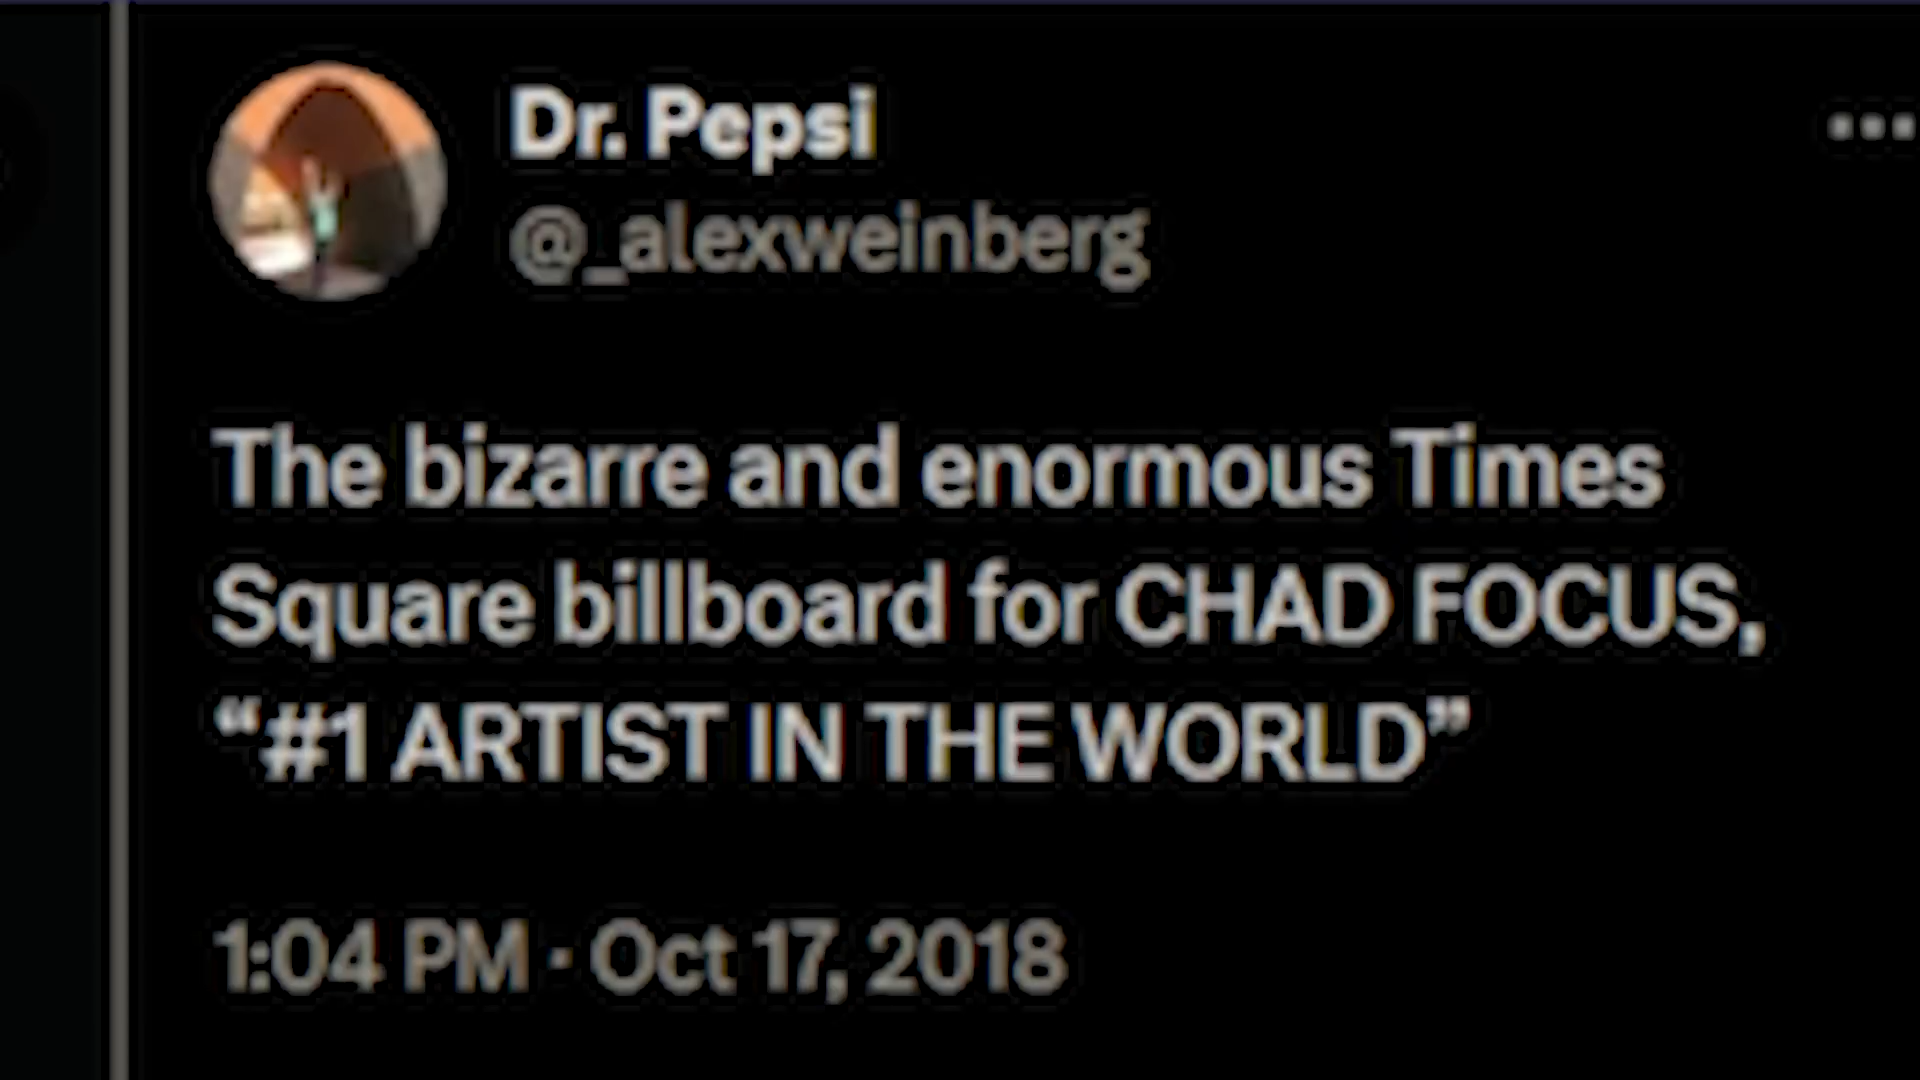 Dr. Pepsi
@_alexweinberg
The bizarre and enormous Times
Square billboard for CHAD FOCUS,
“#1 ARTIST IN THE WORLD”
1:04 PM · Oct 17, 2018